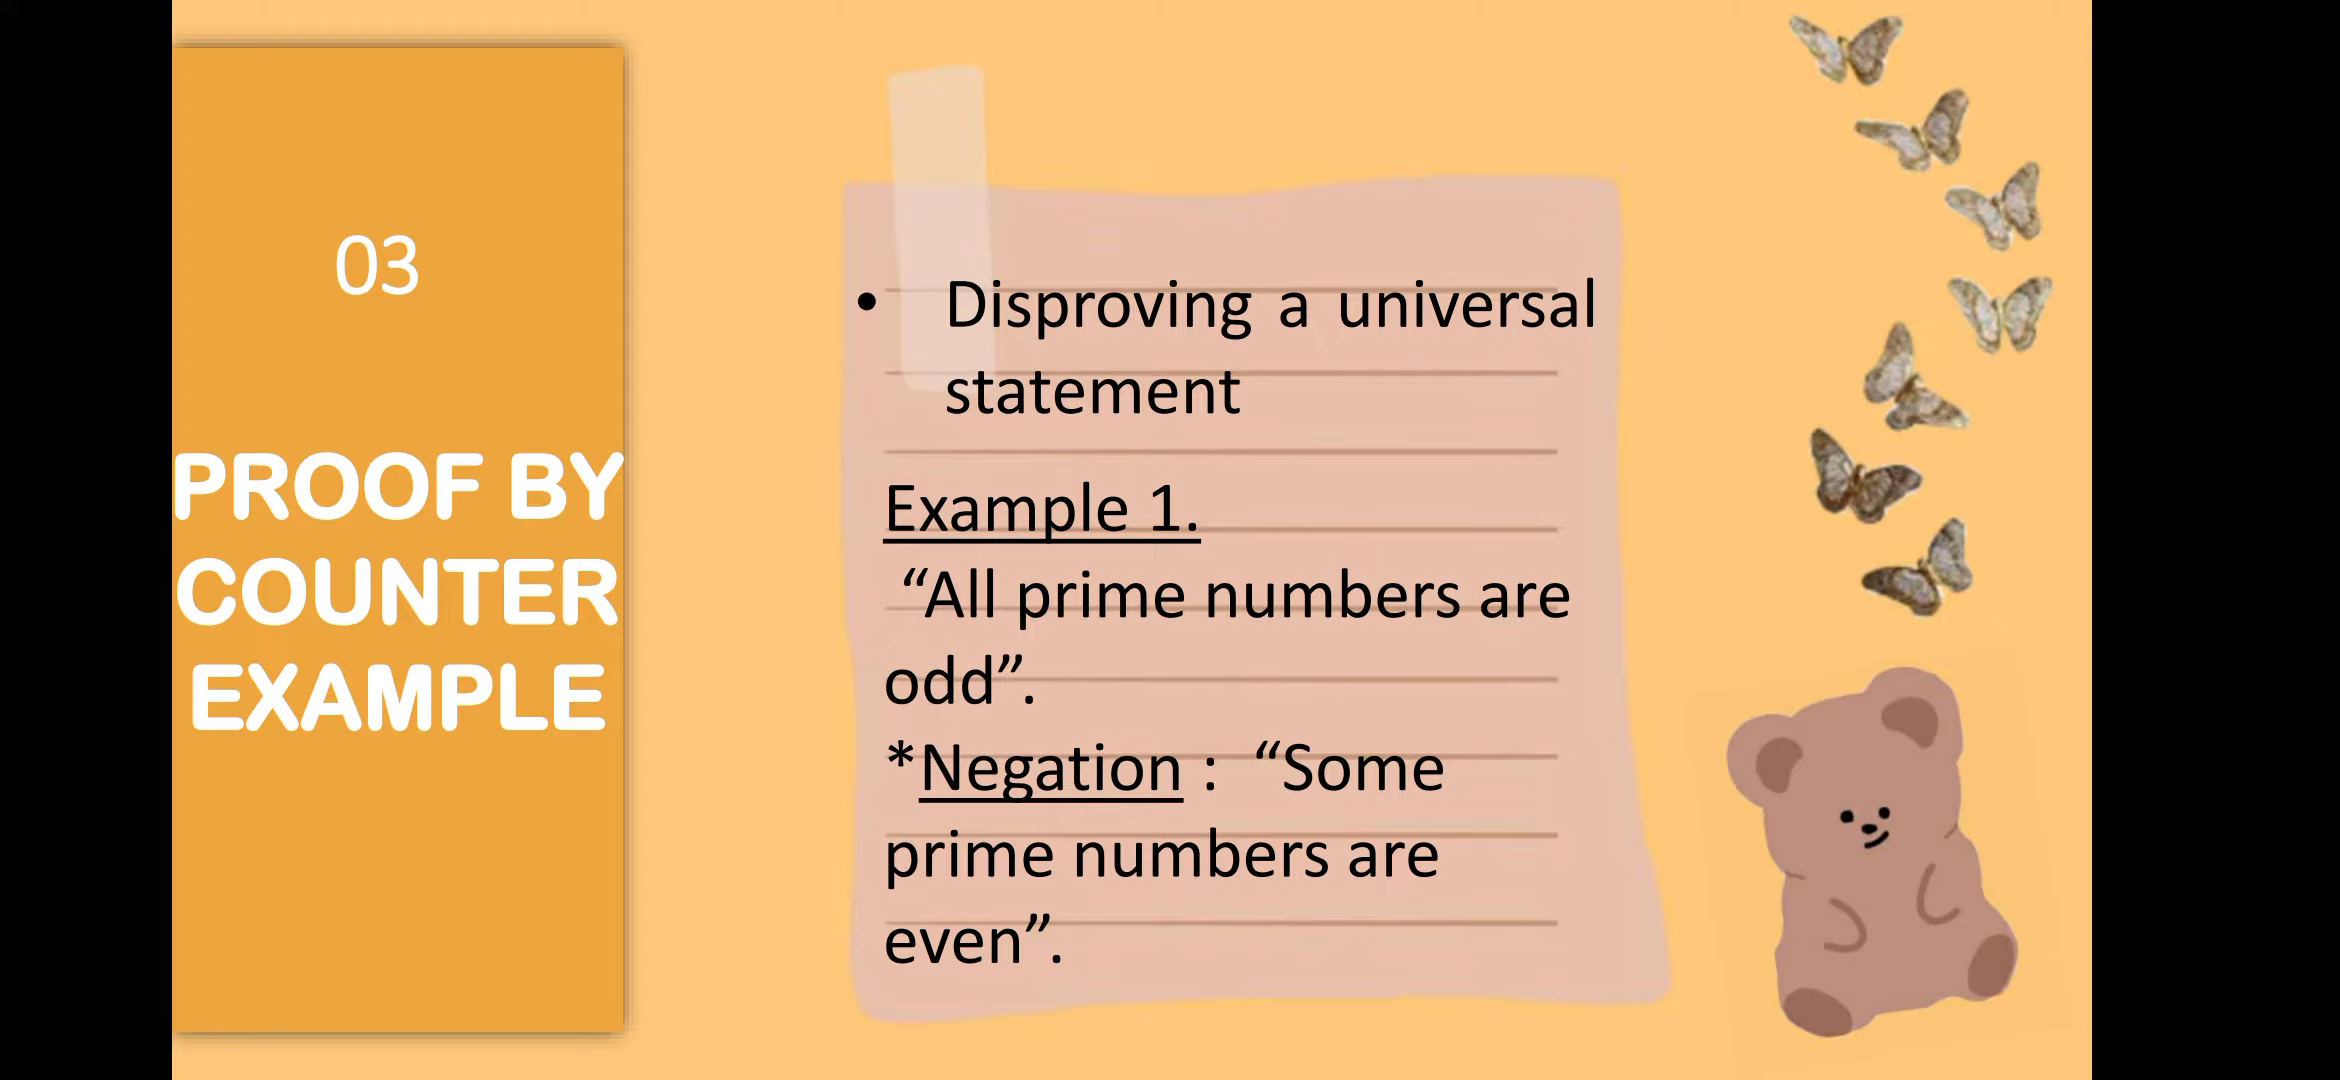 03
PROOF BY
COUNTER
EXAMPLE
• Disproving a universal
statement
Example 1.
“All prime numbers are
odd”.
*Negation : “Some
prime numbers are
even”.